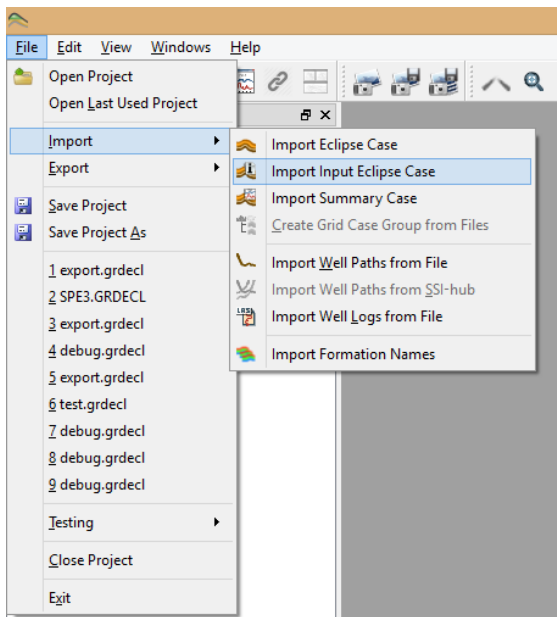 File Edit View Windows Help
Open Project
Open Last Used Project
Import
Export
Save Project
Save Project As
1 export.grdecl
2 SPE3.GRDECL
3 export.grdecl
4 debug.grdecl
5 export.grdecl
6 test.grdecl
7 debug.grdecl
8 debug.grdecl
9 debug.grdecl
Testing
Close Project
Exit
Import Eclipse Case
Import Input Eclipse Case
Import Summary Case
Create Grid Case Group from Files
Import Well Paths from File
Import Well Paths from SSI-hub
Import Well Logs from File
Import Formation Names